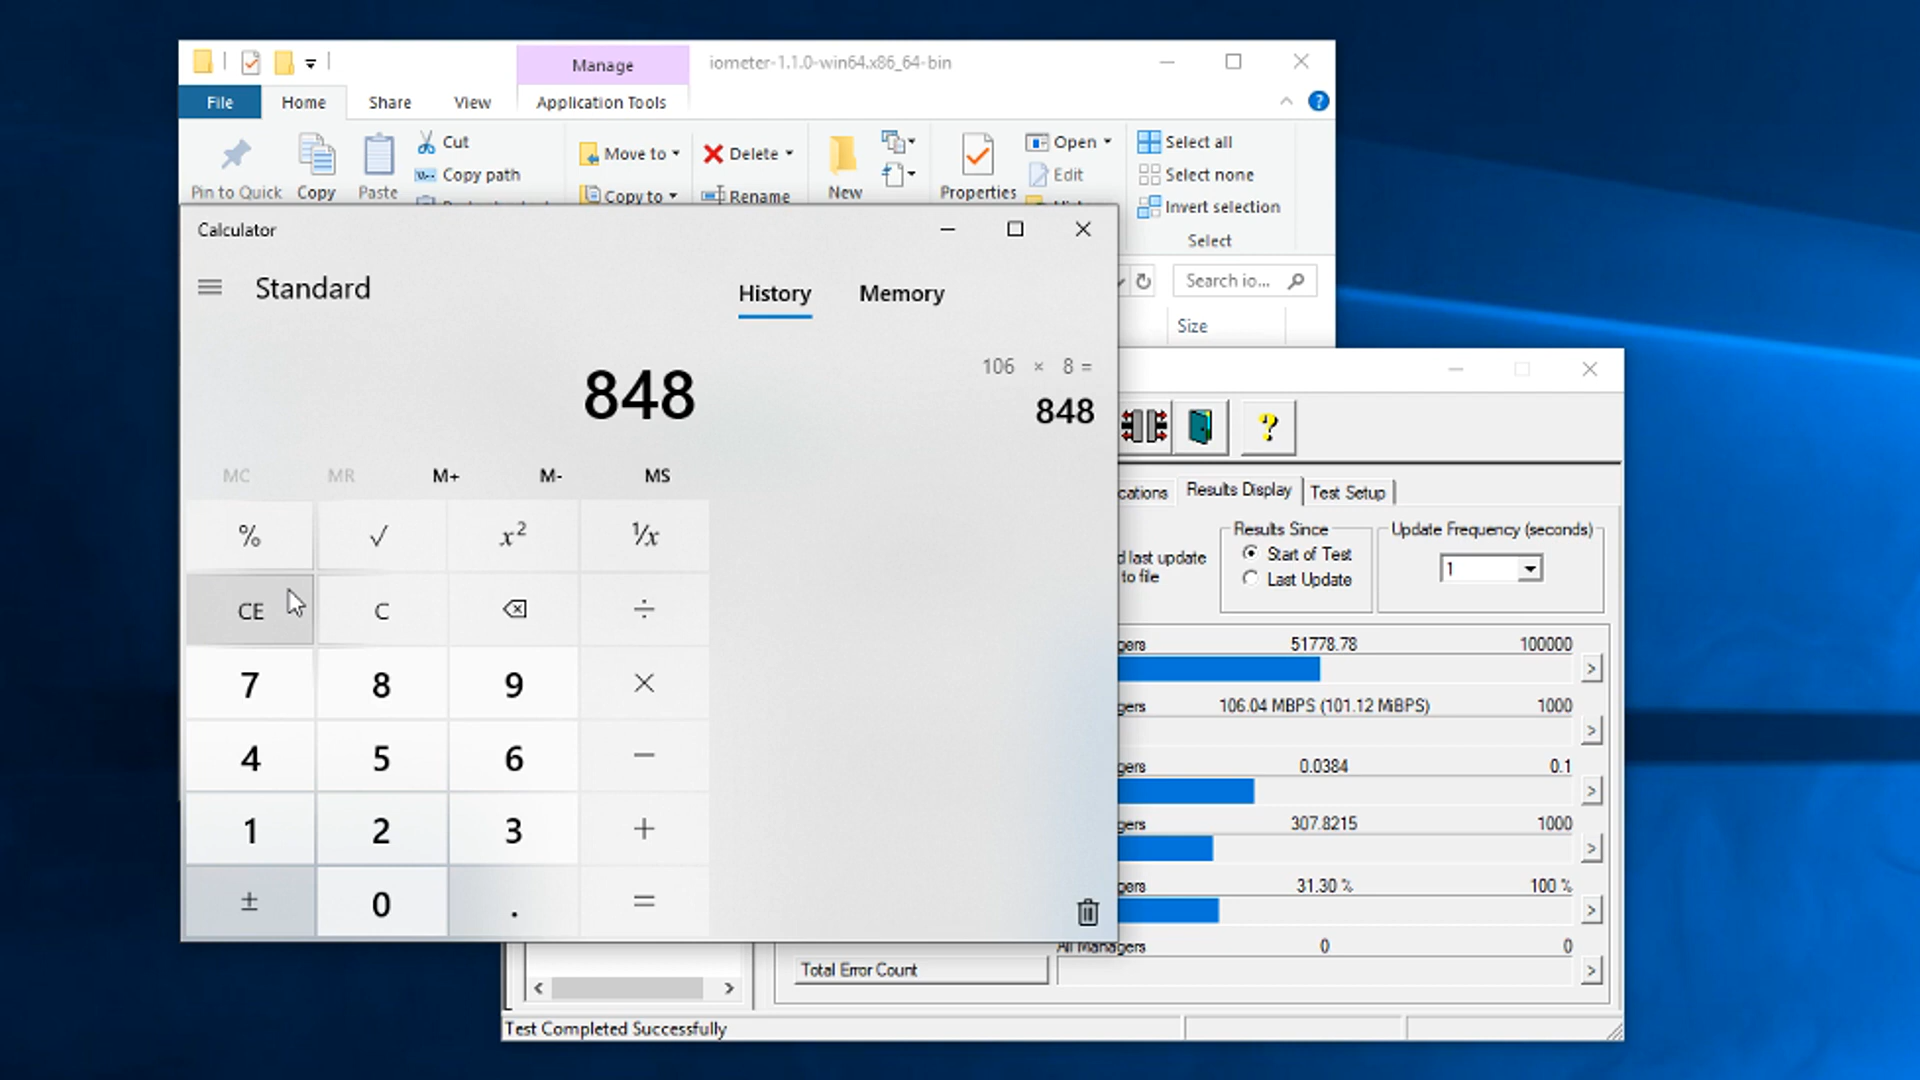 Manage
iometer-1.1.0-win64.x86_64-bin
File
Home
Share
View
Application Tools
Pin to Quick
Copy
Paste
Cut
Copy path
Move to
Copy to
Delete
Rename
New
Properties
Open
Edit
Select all
Select none
Invert selection
Select
Search io...
Size
Calculator
Standard
History
Memory
848
106 × 8 =
848
MC MR M+ M- MS
% √ x² ¹/x
CE C ÷
7 8 9 ×
4 5 6 −
1 2 3 +
± 0 . =
?
cations
Results Display
Test Setup
d last update
to file
Results Since
Start of Test
Last Update
Update Frequency (seconds)
1
gers 51778.78 100000
gers 106.04 MBPS (101.12 MiBPS) 1000
gers 0.0384 0.1
gers 307.8215 1000
gers 31.30 % 100 %
All Managers 0 0
Total Error Count
Test Completed Successfully